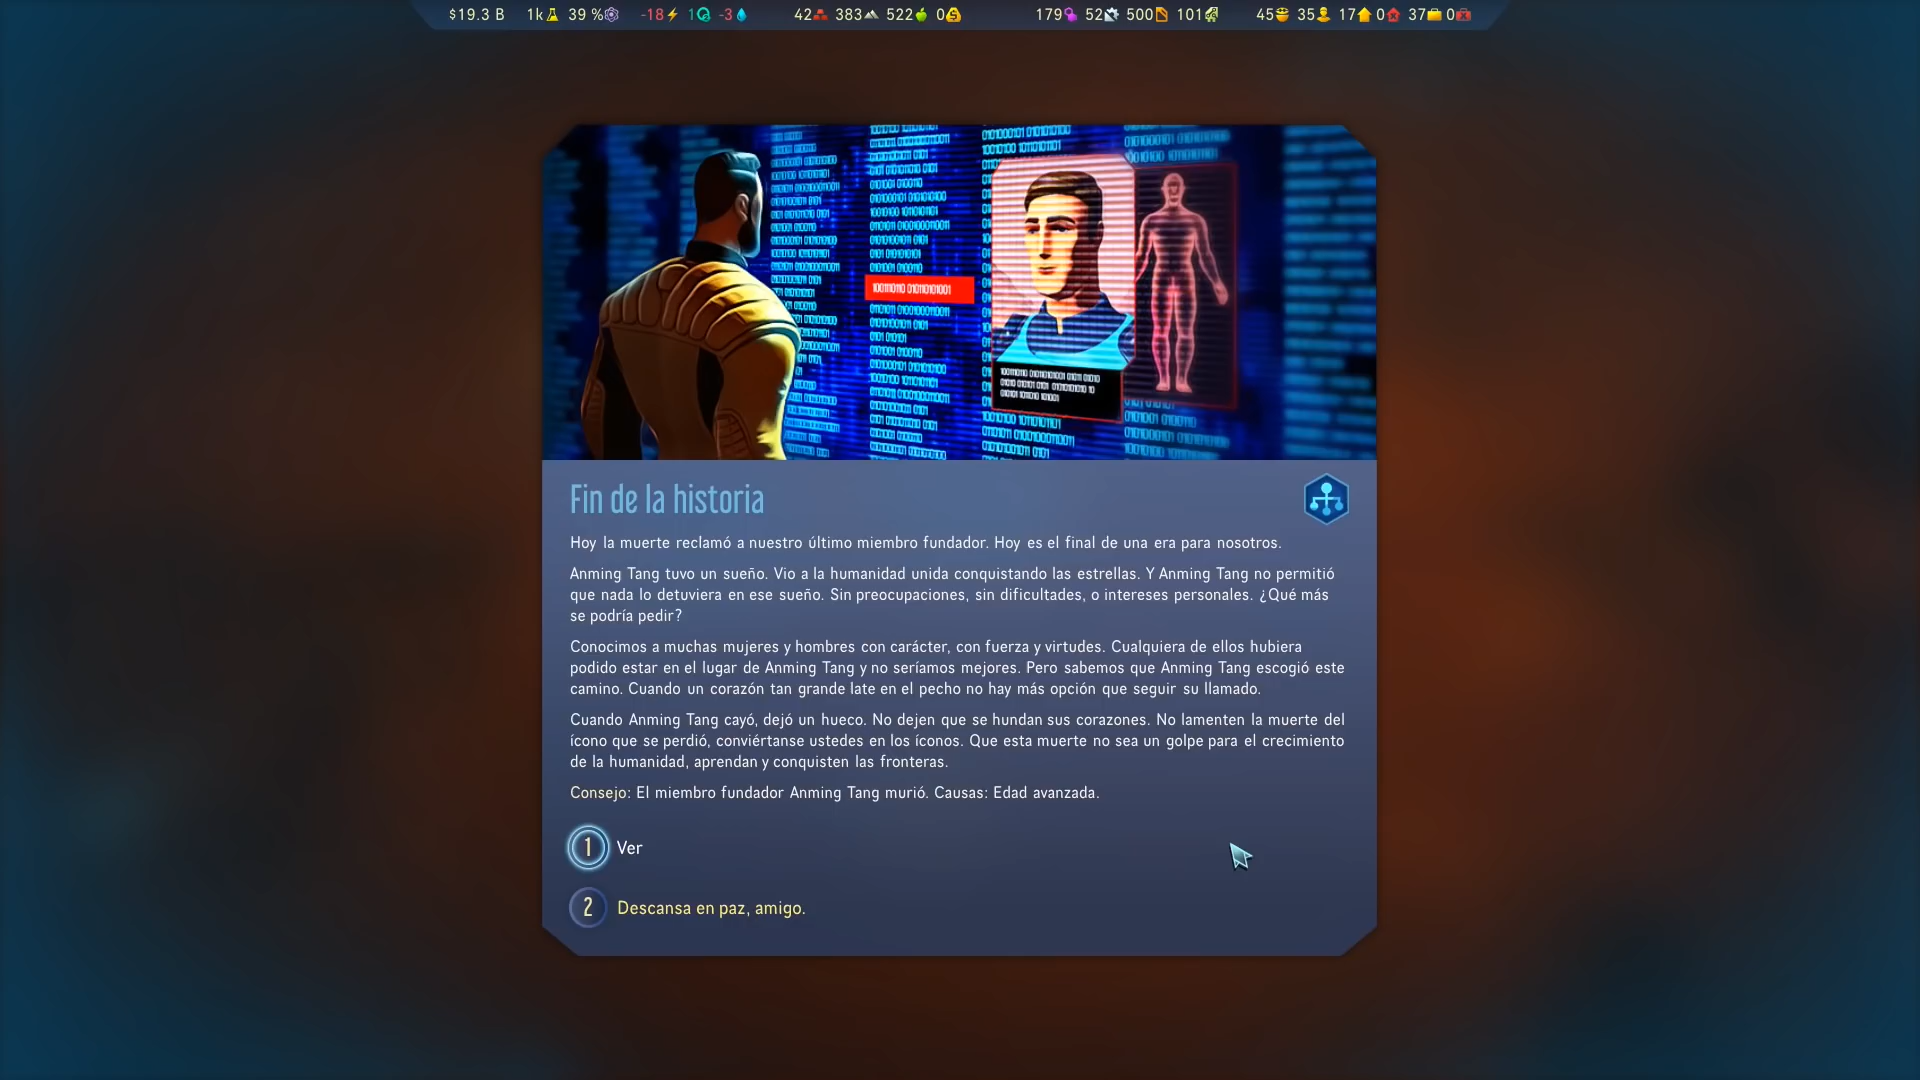 $19.3 B 1k 39 % -18 1 -3 42 383 522 0 179 52 500 101 45 35 17 0 37 0
Fin de la historia
Hoy la muerte reclamó a nuestro último miembro fundador. Hoy es el final de una era para nosotros.
Anming Tang tuvo un sueño. Vio a la humanidad unida conquistando las estrellas. Y Anming Tang no permitió
que nada lo detuviera en ese sueño. Sin preocupaciones, sin dificultades, o intereses personales. ¿Qué más
se podría pedir?
Conocimos a muchas mujeres y hombres con carácter, con fuerza y virtudes. Cualquiera de ellos hubiera
podido estar en el lugar de Anming Tang y no seríamos mejores. Pero sabemos que Anming Tang escogió este
camino. Cuando un corazón tan grande late en el pecho no hay más opción que seguir su llamado.
Cuando Anming Tang cayó, dejó un hueco. No dejen que se hundan sus corazones. No lamenten la muerte del
ícono que se perdió, conviértanse ustedes en los íconos. Que esta muerte no sea un golpe para el crecimiento
de la humanidad, aprendan y conquisten las fronteras.
Consejo: El miembro fundador Anming Tang murió. Causas: Edad avanzada.
1 Ver
2 Descansa en paz, amigo.